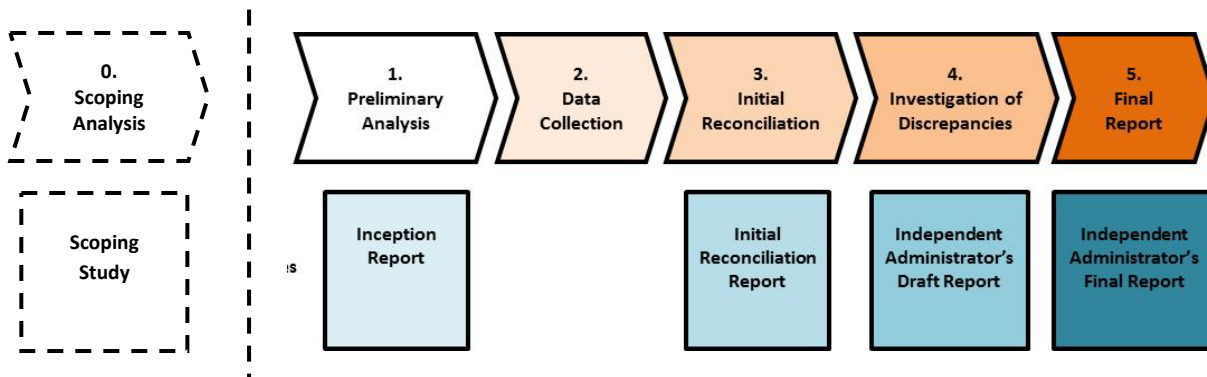 0.
Scoping
Analysis
1.
Preliminary
Analysis
2.
Data
Collection
3.
Initial
Reconciliation
4.
Investigation of
Discrepancies
5.
Final
Report
Scoping
Study
es
Inception
Report
Initial
Reconciliation
Report
Independent
Administrator's
Draft Report
Independent
Administrator's
Final Report